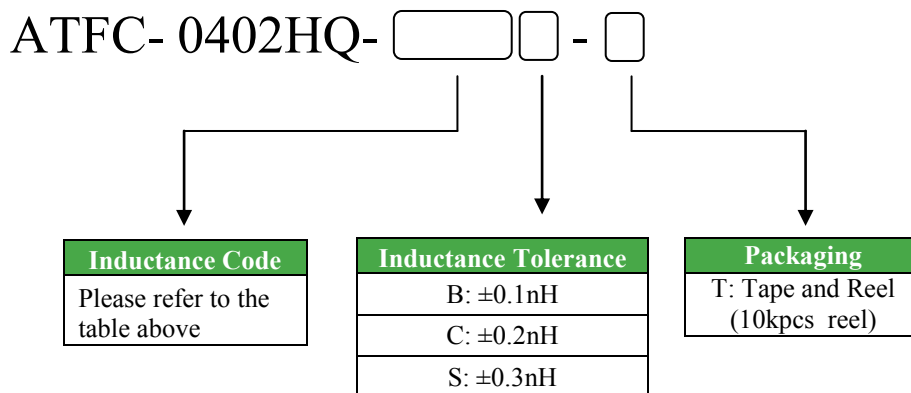 ATFC- 0402HQ- -
Inductance Code
Please refer to the
table above
Inductance Tolerance
B: ±0.1nH
C: ±0.2nH
S: ±0.3nH
Packaging
T: Tape and Reel
(10kpcs reel)